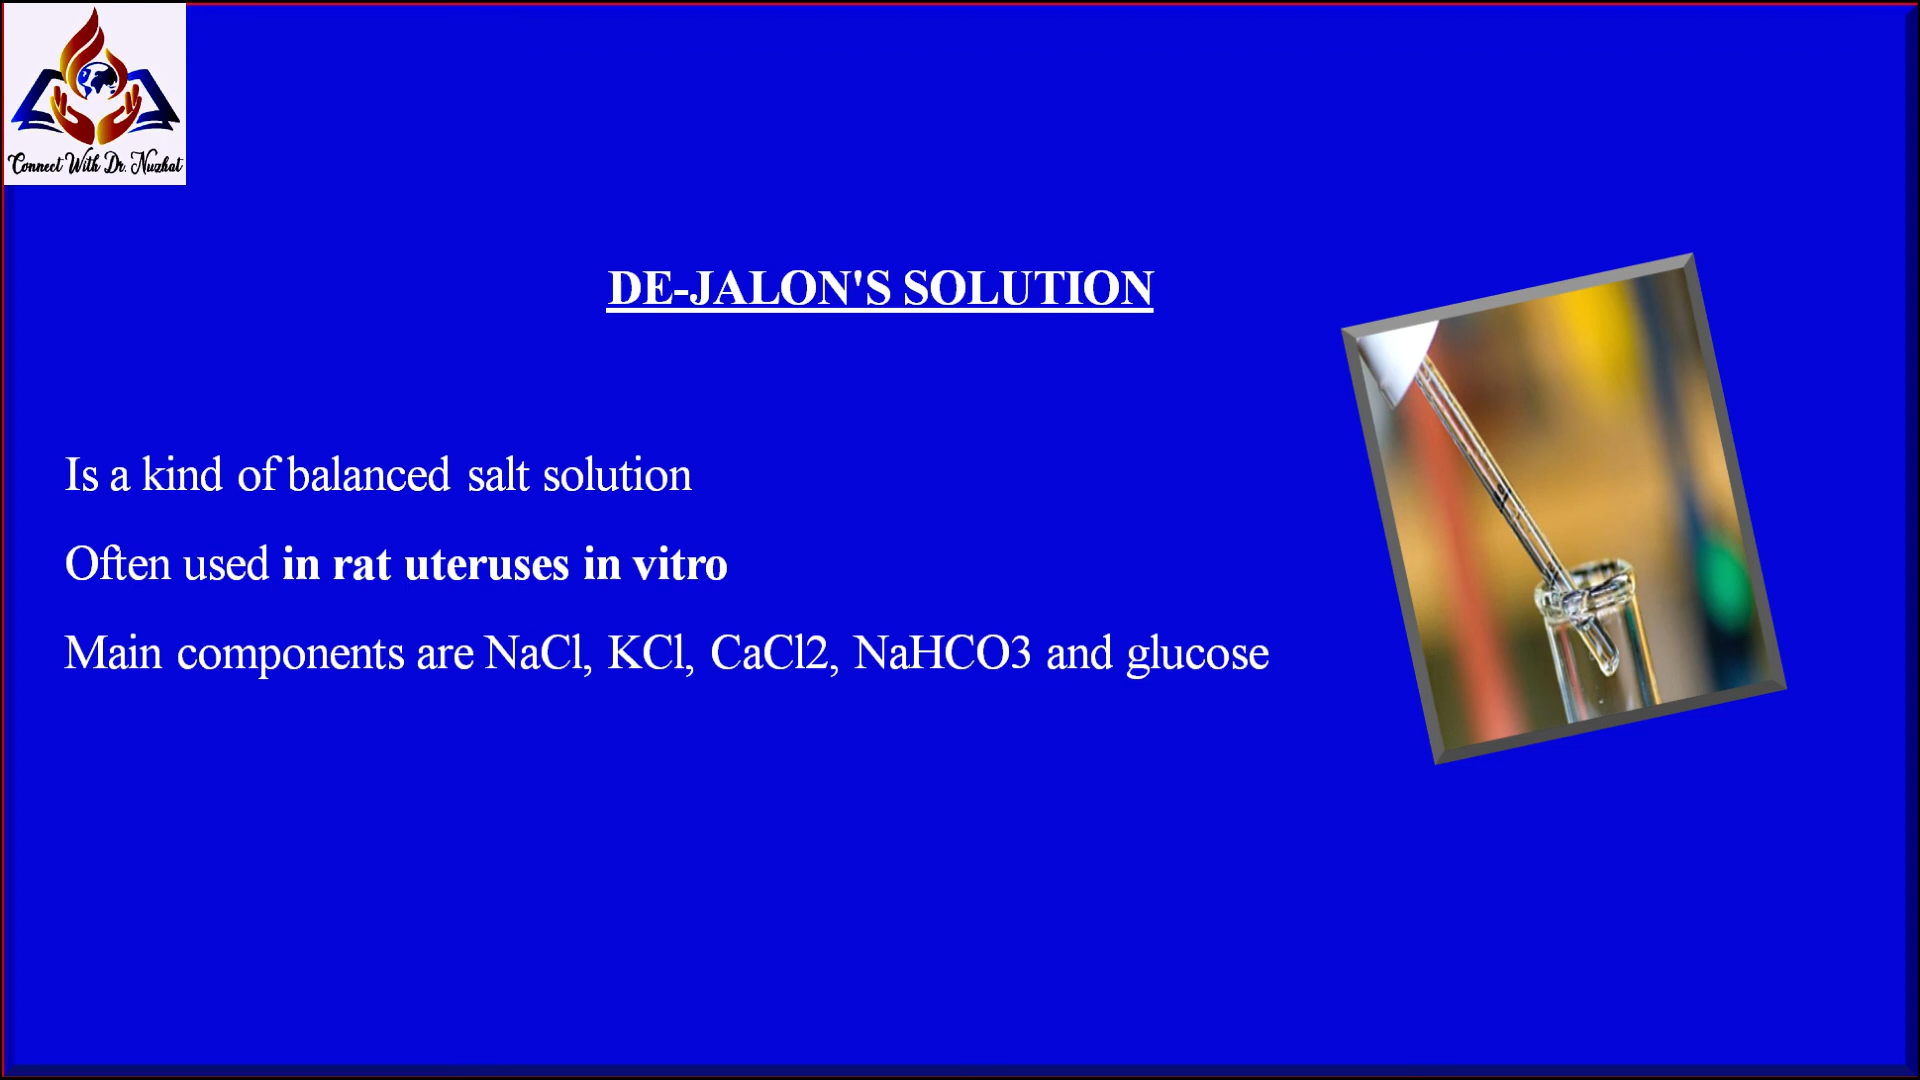 Connect With Dr. Nuzhat
DE-JALON'S SOLUTION
Is a kind of balanced salt solution
Often used in rat uteruses in vitro
Main components are NaCl, KCl, CaCl2, NaHCO3 and glucose